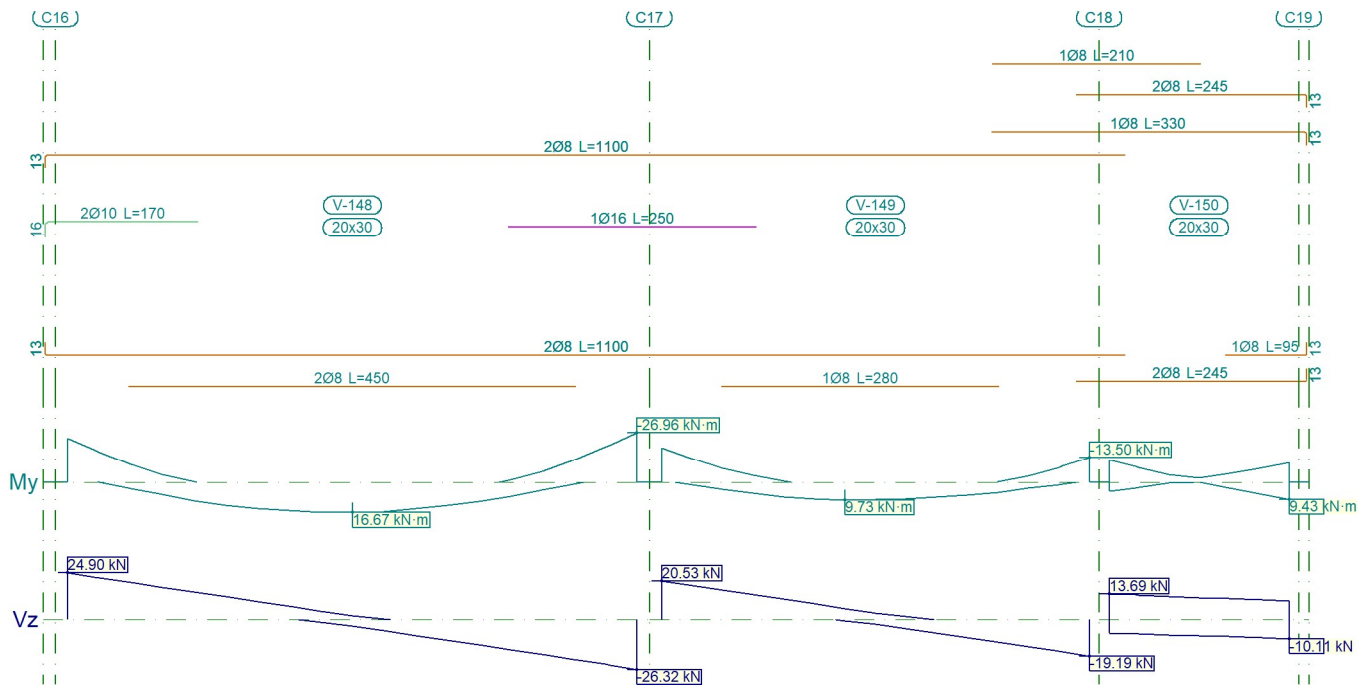 C16 C17 C18 C19
1Ø8 L=210
2Ø8 L=245
13
1Ø8 L=330
13
2Ø8 L=1100
13
2Ø10 L=170
16
V-148
20x30
1Ø16 L=250
V-149
20x30
V-150
20x30
13
2Ø8 L=1100
1Ø8 L=95
13
2Ø8 L=450
1Ø8 L=280
2Ø8 L=245
13
My
-26.96 kN·m
-13.50 kN·m
16.67 kN·m
9.73 kN·m
9.43 kN·m
Vz
24.90 kN
20.53 kN
13.69 kN
-26.32 kN
-19.19 kN
-10.11 kN